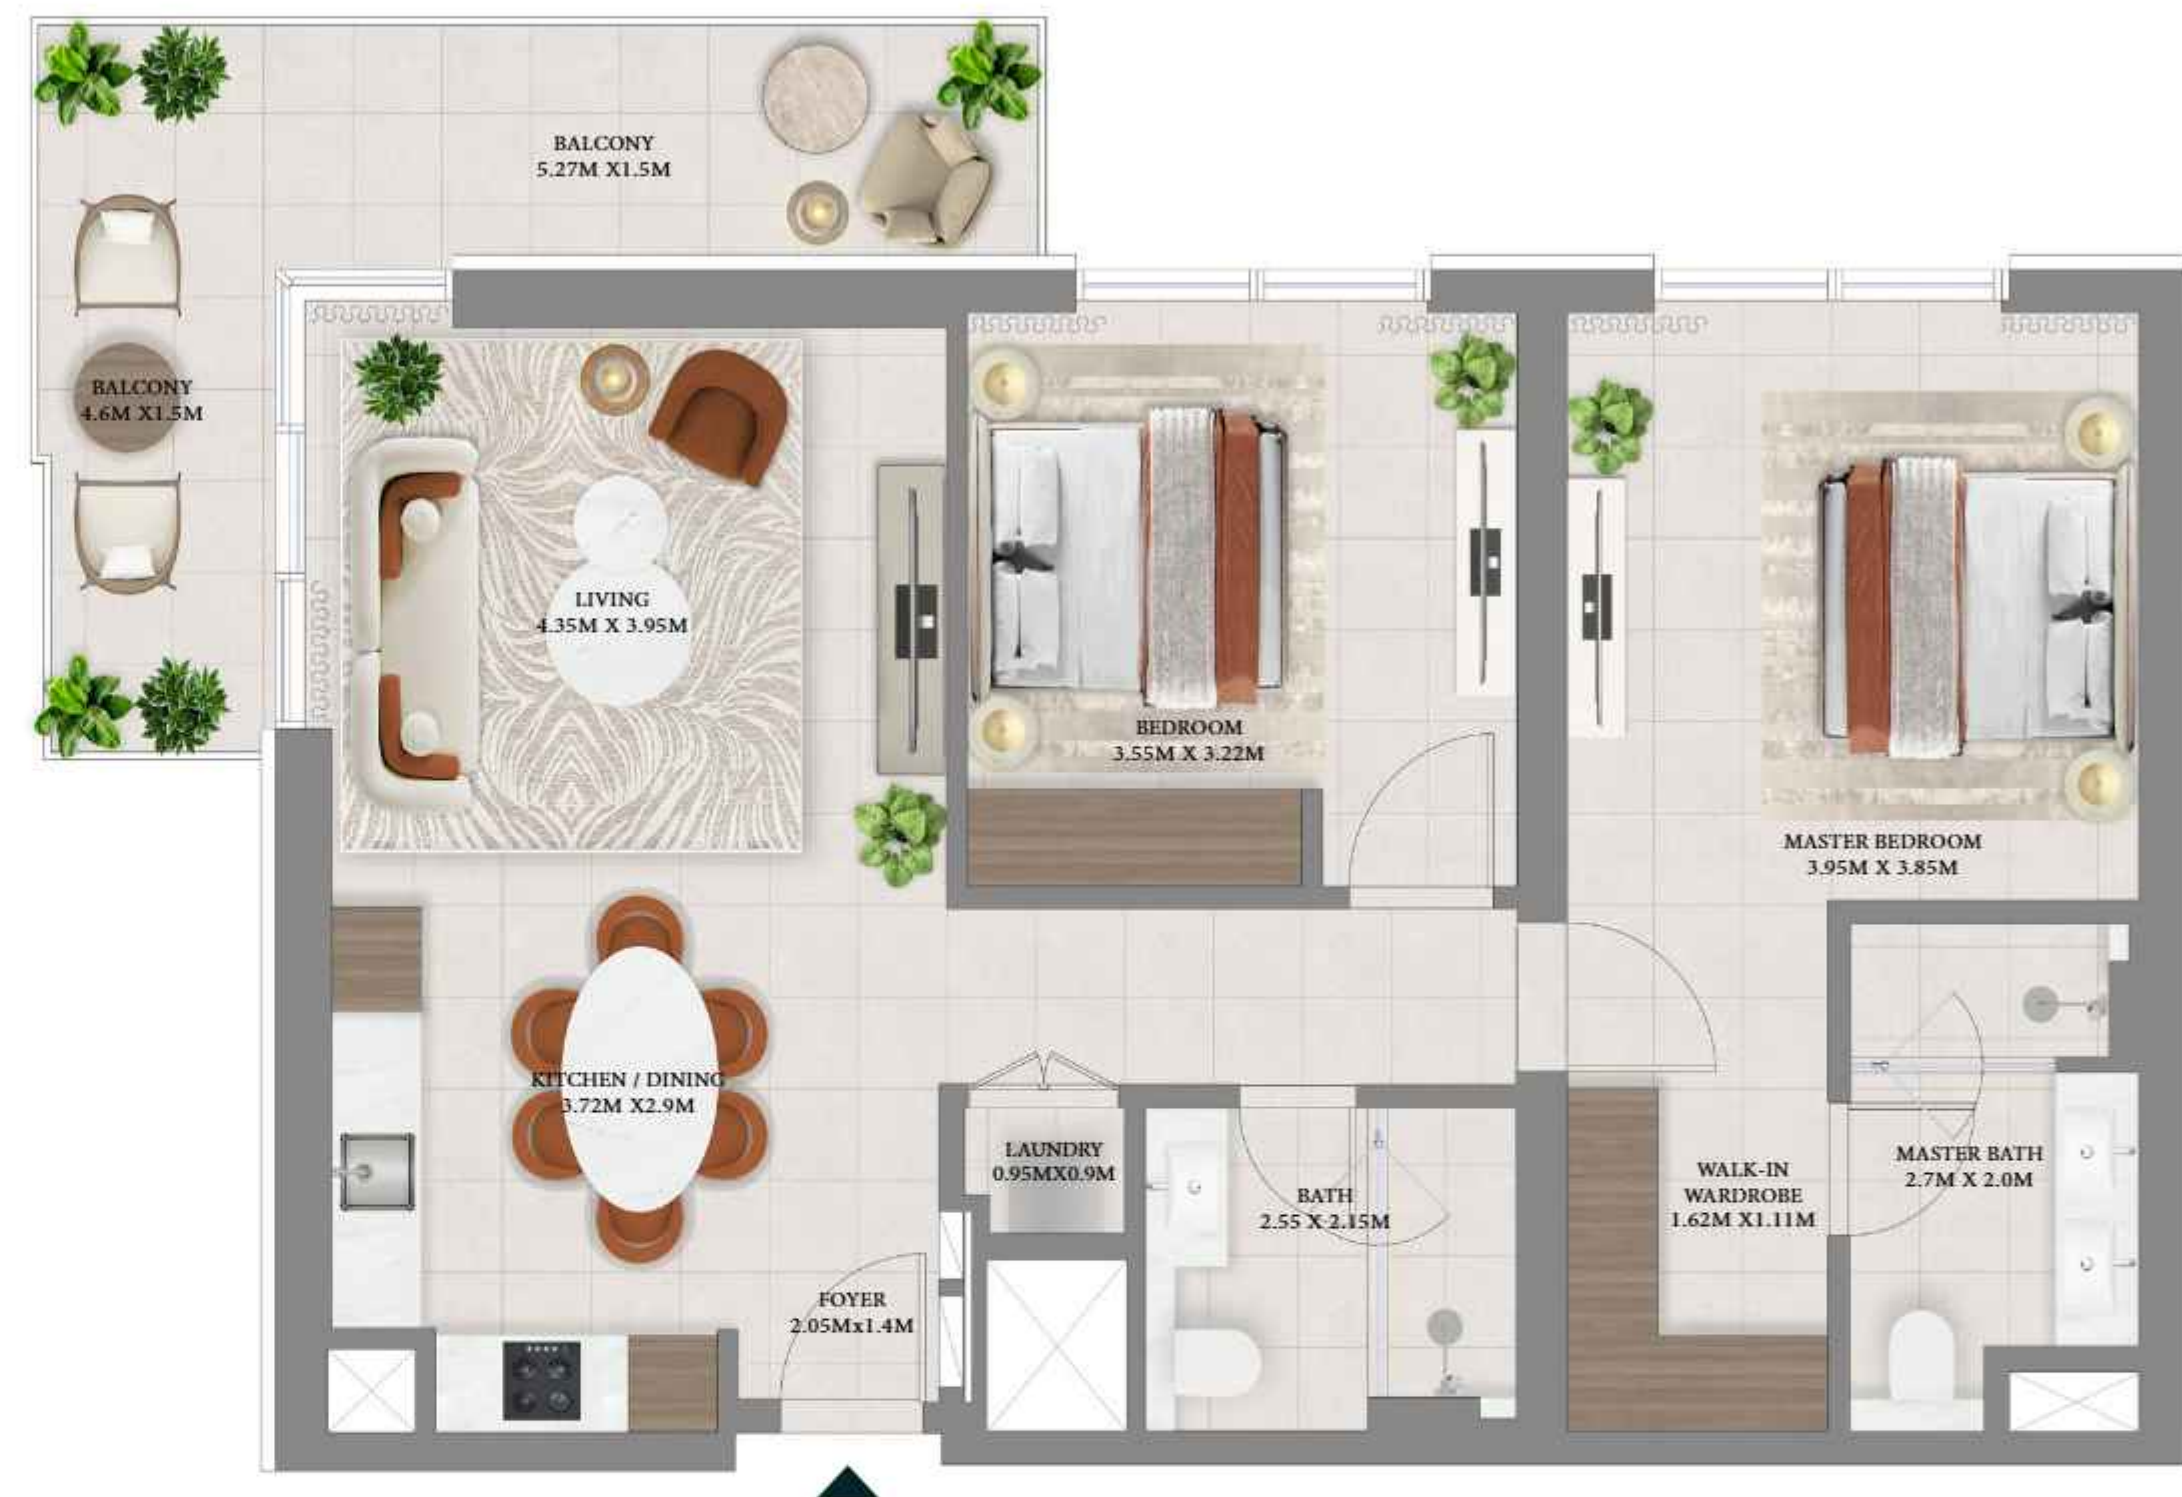 BALCONY
5.27M X1.5M
BALCONY
4.6M X1.5M
LIVING
4.35M X 3.95M
BEDROOM
3.55M X 3.22M
MASTER BEDROOM
3.95M X 3.85M
KITCHEN / DINING
3.72M X2.9M
LAUNDRY
0.95MX0.9M
BATH
2.55 X 2.15M
WALK-IN
WARDROBE
1.62M X1.11M
MASTER BATH
2.7M X 2.0M
FOYER
2.05Mx1.4M